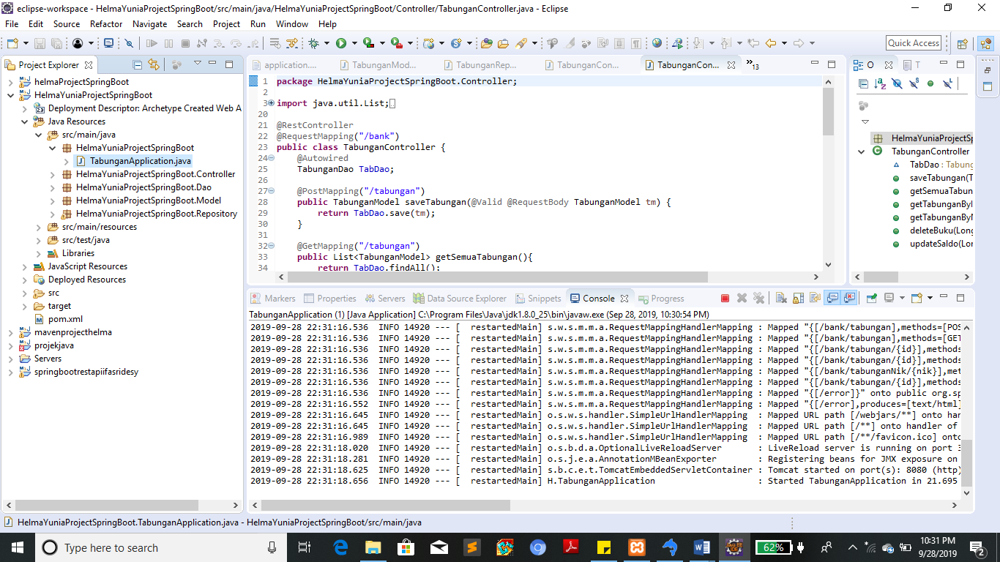 eclipse-workspace - HelmaYuniaProjectSpringBoot/src/main/java/HelmaYuniaProjectSpringBoot/Controller/TabunganController.java - Eclipse
File Edit Source Refactor Navigate Search Project Run Window Help
Quick Access
Project Explorer
helmaProjectSpringBoot
HelmaYuniaProjectSpringBoot
Deployment Descriptor: Archetype Created Web A
Java Resources
src/main/java
HelmaYuniaProjectSpringBoot
TabunganApplication.java
HelmaYuniaProjectSpringBoot.Controller
HelmaYuniaProjectSpringBoot.Dao
HelmaYuniaProjectSpringBoot.Model
HelmaYuniaProjectSpringBoot.Repository
src/main/resources
src/test/java
Libraries
JavaScript Resources
Deployed Resources
src
target
pom.xml
mavenprojecthelma
projekjava
Servers
springbootrestapiifasridesy
application.... TabunganMod... TabunganRep... TabunganCon... TabunganCon... »13
1 package HelmaYuniaProjectSpringBoot.Controller;
2
3 import java.util.List;
20
21 @RestController
22 @RequestMapping("/bank")
23 public class TabunganController {
24 @Autowired
25 TabunganDao TabDao;
26
27 @PostMapping("/tabungan")
28 public TabunganModel saveTabungan(@Valid @RequestBody TabunganModel tm) {
29 return TabDao.save(tm);
30 }
31
32 @GetMapping("/tabungan")
33 public List<TabunganModel> getSemuaTabungan(){
34 return TabDao.findAll();
O T
HelmaYuniaProjectSp
TabunganController
TabDao : Tabung
saveTabungan(T
getSemuaTabun
getTabunganByI
getTabunganByI
deleteBuku(Long
updateSaldo(Lor
Markers Properties Servers Data Source Explorer Snippets Console Progress
TabunganApplication (1) [Java Application] C:\Program Files\Java\jdk1.8.0_25\bin\javaw.exe (Sep 28, 2019, 10:30:54 PM)
2019-09-28 22:31:16.536 INFO 14920 --- [ restartedMain] s.w.s.m.m.a.RequestMappingHandlerMapping : Mapped "{[/bank/tabungan],methods=[POS
2019-09-28 22:31:16.536 INFO 14920 --- [ restartedMain] s.w.s.m.m.a.RequestMappingHandlerMapping : Mapped "{[/bank/tabungan],methods=[GET
2019-09-28 22:31:16.536 INFO 14920 --- [ restartedMain] s.w.s.m.m.a.RequestMappingHandlerMapping : Mapped "{[/bank/tabungan/{id}],methods
2019-09-28 22:31:16.536 INFO 14920 --- [ restartedMain] s.w.s.m.m.a.RequestMappingHandlerMapping : Mapped "{[/bank/tabungan/{id}],methods
2019-09-28 22:31:16.536 INFO 14920 --- [ restartedMain] s.w.s.m.m.a.RequestMappingHandlerMapping : Mapped "{[/bank/tabunganNik/{nik}],met
2019-09-28 22:31:16.536 INFO 14920 --- [ restartedMain] s.w.s.m.m.a.RequestMappingHandlerMapping : Mapped "{[/bank/tabungan/{id}],methods
2019-09-28 22:31:16.536 INFO 14920 --- [ restartedMain] s.w.s.m.m.a.RequestMappingHandlerMapping : Mapped "{[/error]}" onto public org.sp
2019-09-28 22:31:16.552 INFO 14920 --- [ restartedMain] s.w.s.m.m.a.RequestMappingHandlerMapping : Mapped "{[/error],produces=[text/html]
2019-09-28 22:31:16.645 INFO 14920 --- [ restartedMain] o.s.w.s.handler.SimpleUrlHandlerMapping : Mapped URL path [/webjars/**] onto han
2019-09-28 22:31:16.645 INFO 14920 --- [ restartedMain] o.s.w.s.handler.SimpleUrlHandlerMapping : Mapped URL path [/**] onto handler of
2019-09-28 22:31:16.989 INFO 14920 --- [ restartedMain] o.s.w.s.handler.SimpleUrlHandlerMapping : Mapped URL path [/**/favicon.ico] onto
2019-09-28 22:31:18.020 INFO 14920 --- [ restartedMain] o.s.b.d.a.OptionalLiveReloadServer : LiveReload server is running on port 3
2019-09-28 22:31:18.281 INFO 14920 --- [ restartedMain] o.s.j.e.a.AnnotationMBeanExporter : Registering beans for JMX exposure on
2019-09-28 22:31:18.625 INFO 14920 --- [ restartedMain] s.b.c.e.t.TomcatEmbeddedServletContainer : Tomcat started on port(s): 8080 (http)
2019-09-28 22:31:18.656 INFO 14920 --- [ restartedMain] H.TabunganApplication : Started TabunganApplication in 21.695
HelmaYuniaProjectSpringBoot.TabunganApplication.java - HelmaYuniaProjectSpringBoot/src/main/java
Type here to search
62%
10:31 PM
9/28/2019
2